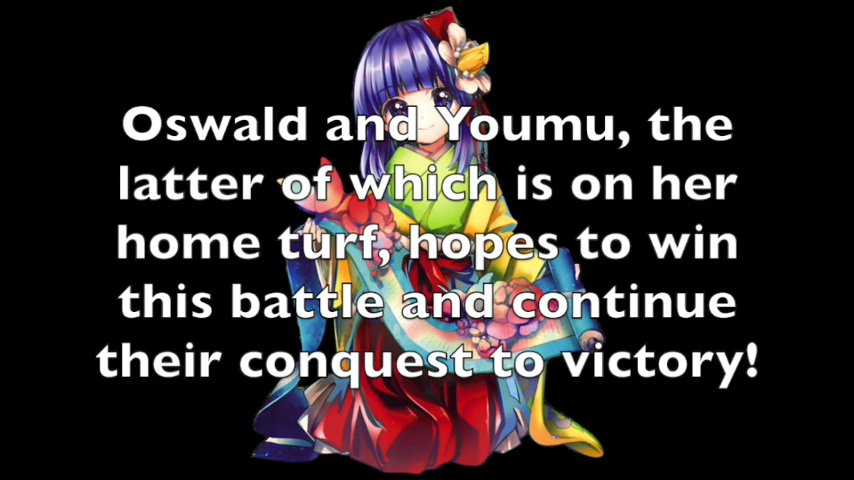 Oswald and Youmu, the
latter of which is on her
home turf, hopes to win
this battle and continue
their conquest to victory!